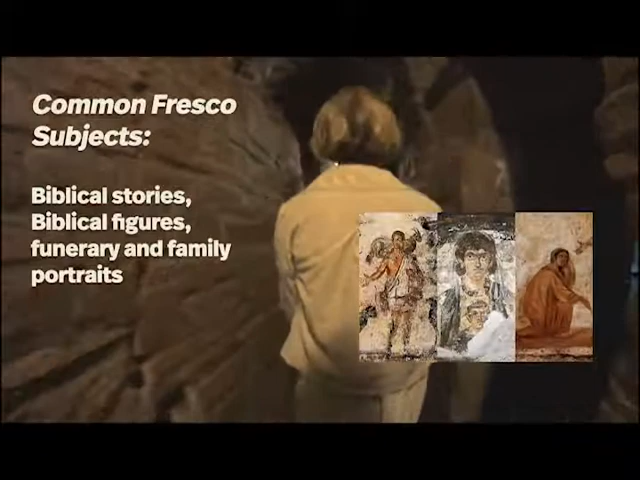 Common Fresco
Subjects:
Biblical stories,
Biblical figures,
funerary and family
portraits